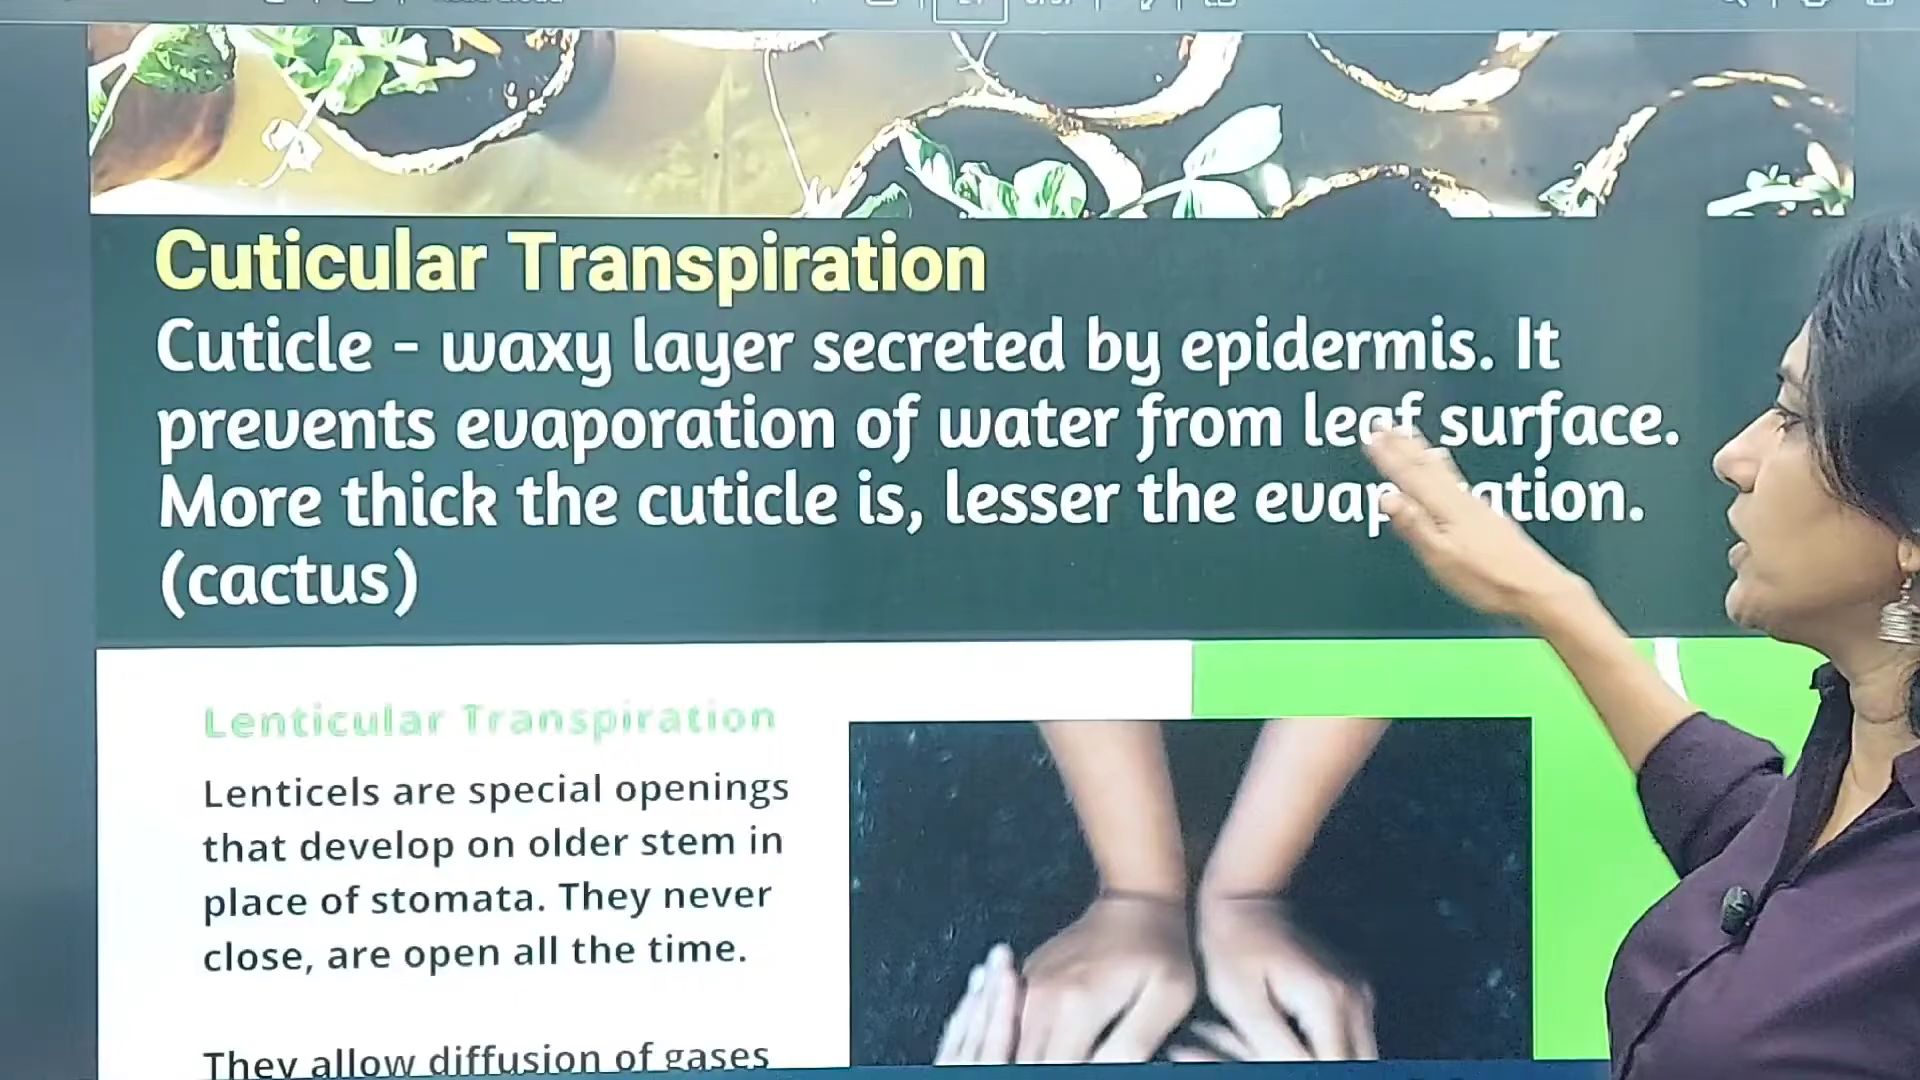 Cuticular Transpiration
Cuticle - waxy layer secreted by epidermis. It
prevents evaporation of water from leaf surface.
More thick the cuticle is, lesser the evaporation.
(cactus)
Lenticular Transpiration
Lenticels are special openings
that develop on older stem in
place of stomata. They never
close, are open all the time.
They allow diffusion of gases